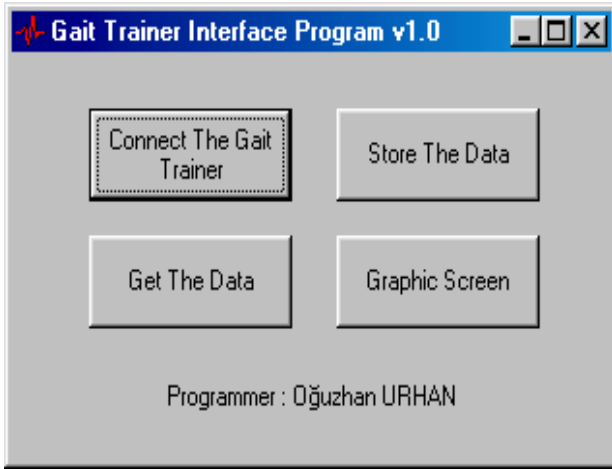 Gait Trainer Interface Program v1.0
Connect The Gait
Trainer
Store The Data
Get The Data
Graphic Screen
Programmer : Oğuzhan URHAN